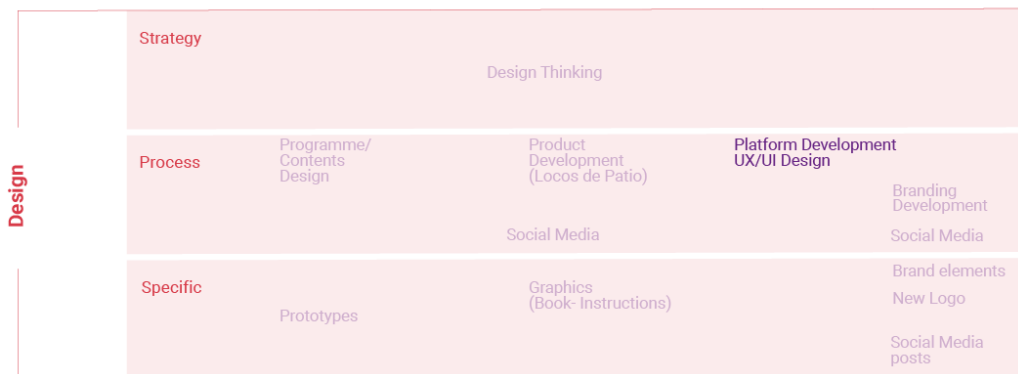 Design
Strategy
Design Thinking
Process
Programme/
Contents
Design
Product
Development
(Locos de Patio)
Platform Development
UX/UI Design
Branding
Development
Social Media
Social Media
Specific
Prototypes
Graphics
(Book- Instructions)
Brand elements
New Logo
Social Media
posts